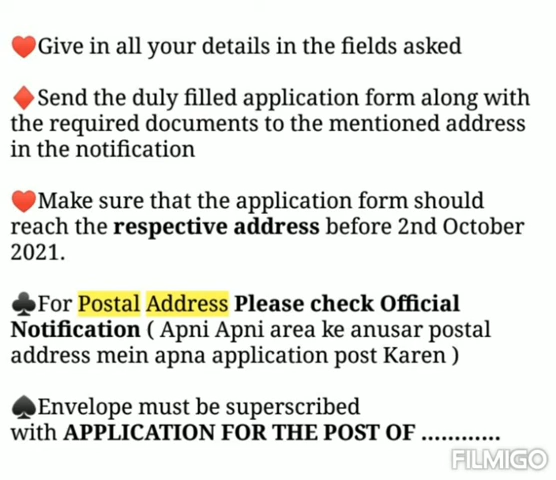 ♥️Give in all your details in the fields asked
♦️Send the duly filled application form along with
the required documents to the mentioned address
in the notification
♥️Make sure that the application form should
reach the respective address before 2nd October
2021.
♣️For Postal Address Please check Official
Notification ( Apni Apni area ke anusar postal
address mein apna application post Karen )
♠️Envelope must be superscribed
with APPLICATION FOR THE POST OF ............
FILMIGO